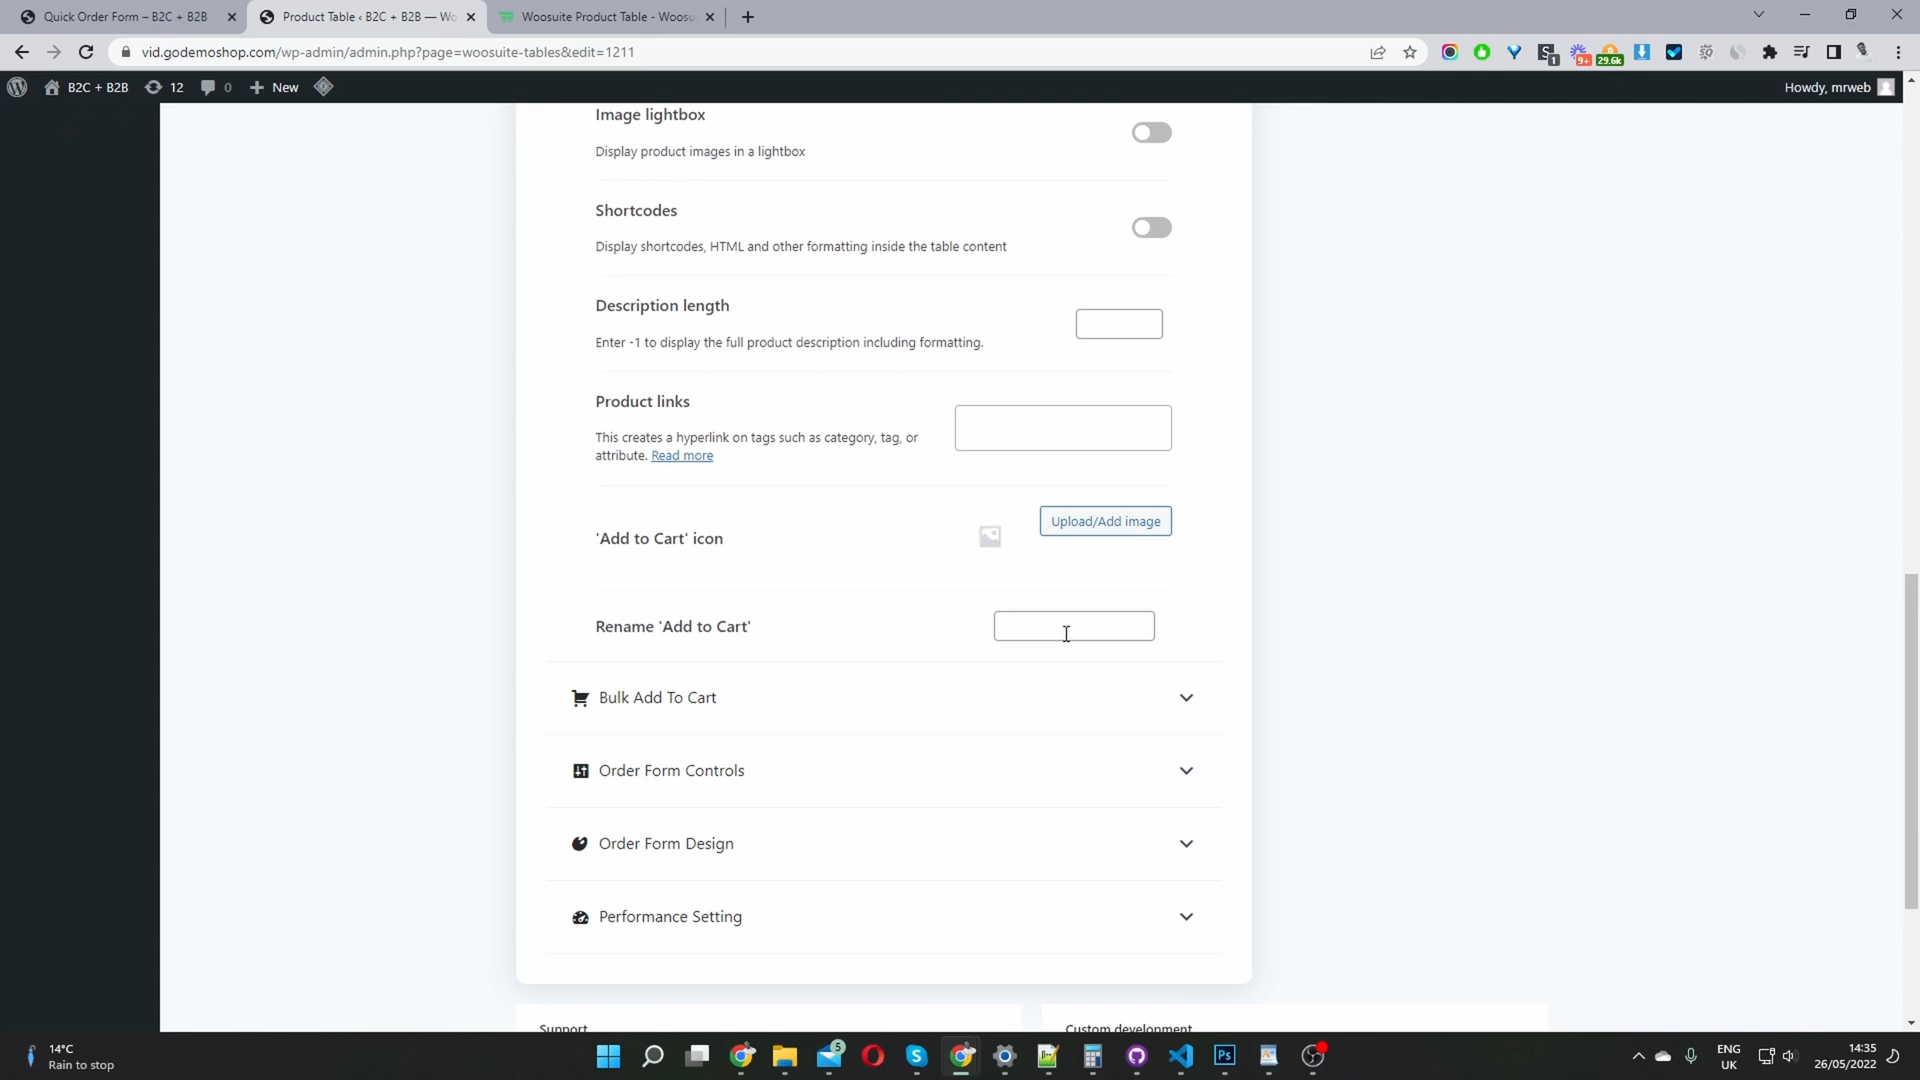 Quick Order Form – B2C + B2B
Product Table ‹ B2C + B2B — Wo
Woosuite Product Table - Woosu
vid.godemoshop.com/wp-admin/admin.php?page=woosuite-tables&edit=1211
1
9+
29.6k
B2C + B2B
12
0
New
Howdy, mrweb
Image lightbox
Display product images in a lightbox
Shortcodes
Display shortcodes, HTML and other formatting inside the table content
Description length
Enter -1 to display the full product description including formatting.
Product links
This creates a hyperlink on tags such as category, tag, or
attribute. Read more
'Add to Cart' icon
Upload/Add image
Rename 'Add to Cart'
Bulk Add To Cart
Order Form Controls
Order Form Design
Performance Setting
Support
Custom development
14°C
Rain to stop
5
Ps
ENG
UK
14:35
26/05/2022